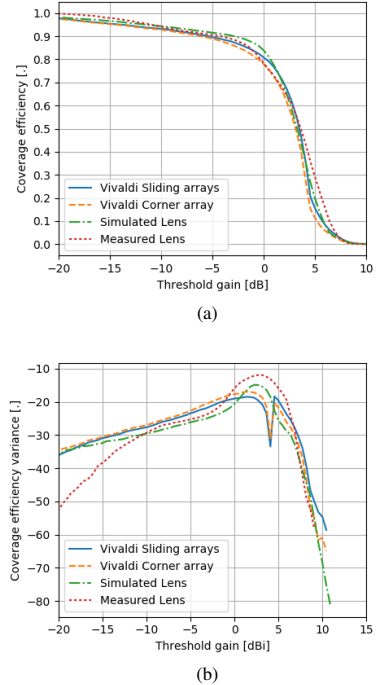 1.0
0.9
0.8
0.7
0.6
0.5
0.4
0.3
0.2
0.1
0.0
Coverage efficiency [.]
Vivaldi Sliding arrays
Vivaldi Corner array
Simulated Lens
Measured Lens
−20 −15 −10 −5 0 5 10
Threshold gain [dB]
(a)
−10
−20
−30
−40
−50
−60
−70
−80
Coverage efficiency variance [.]
Vivaldi Sliding arrays
Vivaldi Corner array
Simulated Lens
Measured Lens
−20 −15 −10 −5 0 5 10 15
Threshold gain [dBi]
(b)